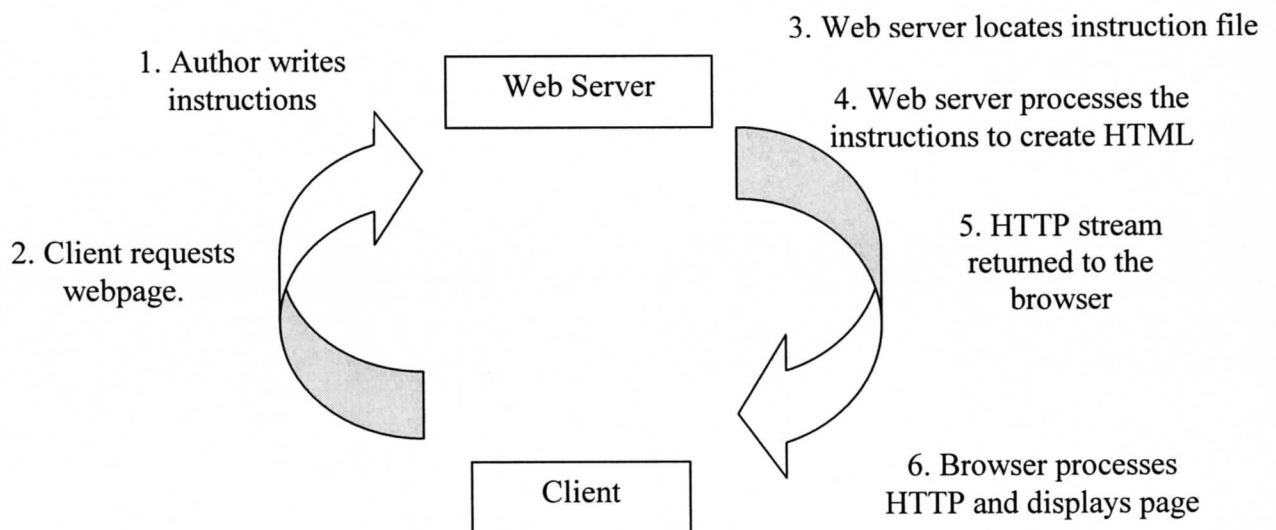 1. Author writes
instructions
Web Server
3. Web server locates instruction file
4. Web server processes the
instructions to create HTML
2. Client requests
webpage.
5. HTTP stream
returned to the
browser
Client
6. Browser processes
HTTP and displays page